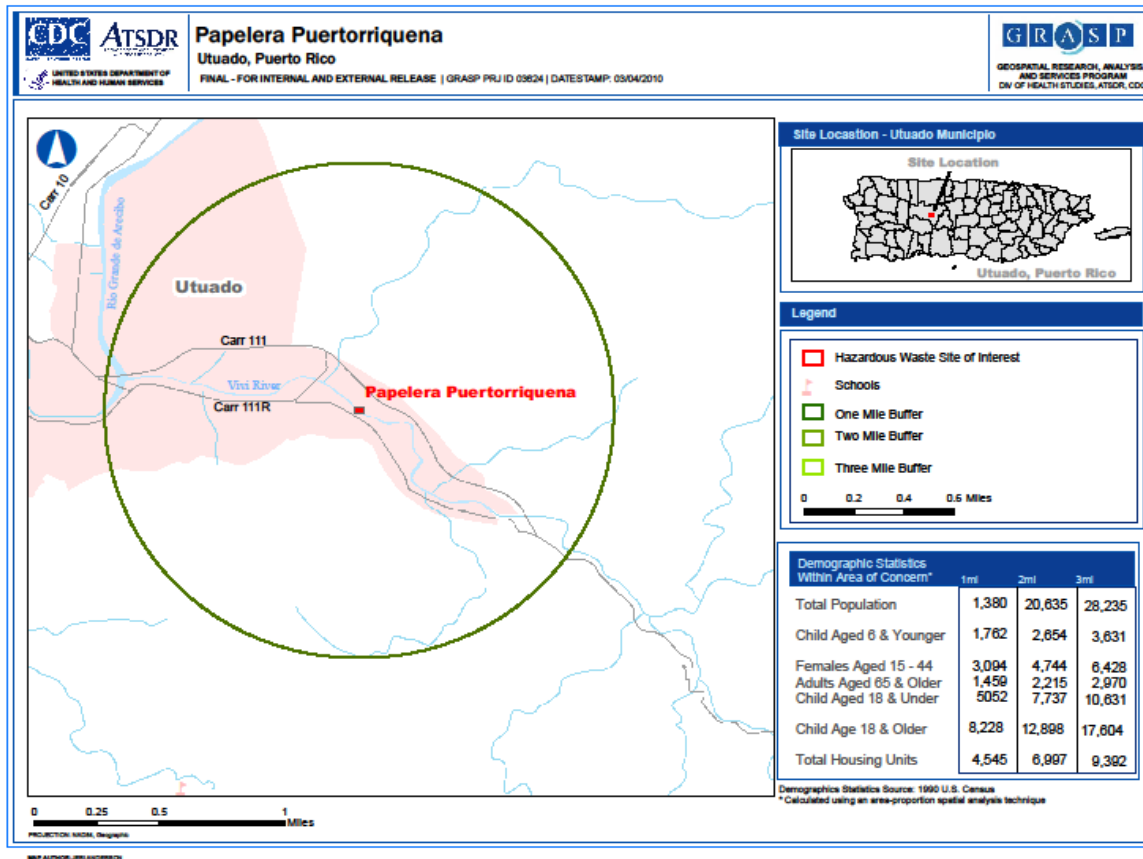 CDC ATSDR
UNITED STATES DEPARTMENT OF
HEALTH AND HUMAN SERVICES
Papelera Puertorriquena
Utuado, Puerto Rico
FINAL - FOR INTERNAL AND EXTERNAL RELEASE | GRASP PRJ ID 03624 | DATESTAMP: 03/04/2010
GRASP
GEOSPATIAL RESEARCH, ANALYSIS
AND SERVICES PROGRAM
DIV OF HEALTH STUDIES, ATSDR, CDC
Carr 10
Rio Grande de Arecibo
Utuado
Carr 111
Vivi River
Papelera Puertorriquena
Carr 111R
0 0.25 0.5 1
Miles
PROJECTION: NAD84, Geographic
Site Locastion - Utuado Municipio
Site Location
Utuado, Puerto Rico
Legend
Hazardous Waste Site of Interest
Schools
One Mile Buffer
Two Mile Buffer
Three Mile Buffer
0 0.2 0.4 0.6 Miles
Demographic Statistics
Within Area of Concern* 1mi 2mi 3mi
Total Population 1,380 20,635 28,235
Child Aged 6 & Younger 1,762 2,654 3,631
Females Aged 15 - 44 3,094 4,744 6,428
Adults Aged 65 & Older 1,459 2,215 2,970
Child Aged 18 & Under 5052 7,737 10,631
Child Age 18 & Older 8,228 12,898 17,604
Total Housing Units 4,545 6,997 9,392
Demographics Statistics Source: 1990 U.S. Census
* Calculated using an area-proportion spatial analysis technique